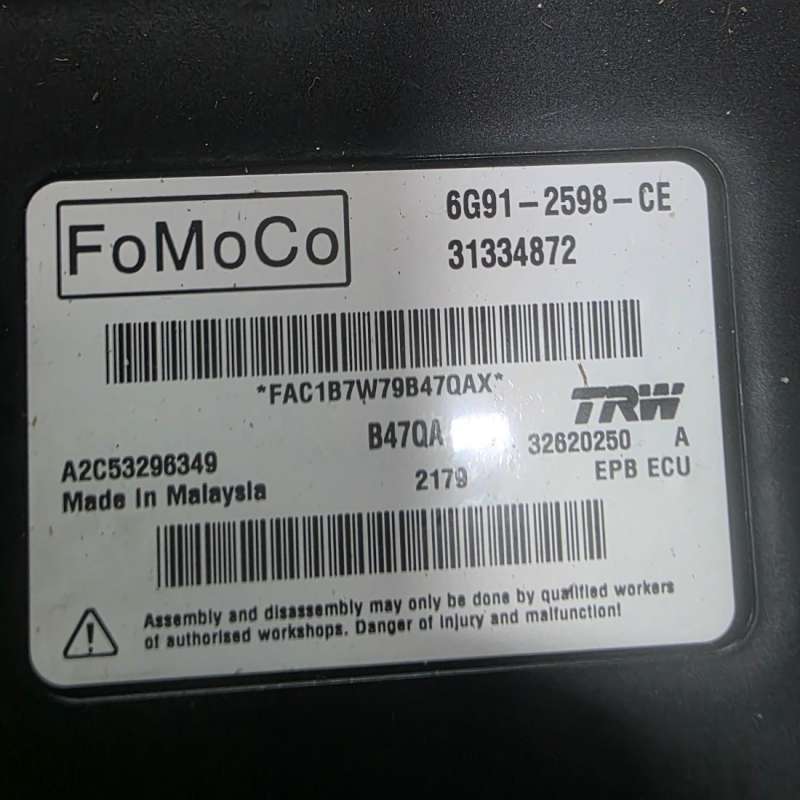 FoMoCo
6G91-2598-CE
31334872
*FAC1B7W79B47QAX*
TRW
B47QA
32620250 A
A2C53296349
2179
EPB ECU
Made In Malaysia
Assembly and disassembly may only be done by qualified workers
of authorised workshops. Danger of injury and malfunction!